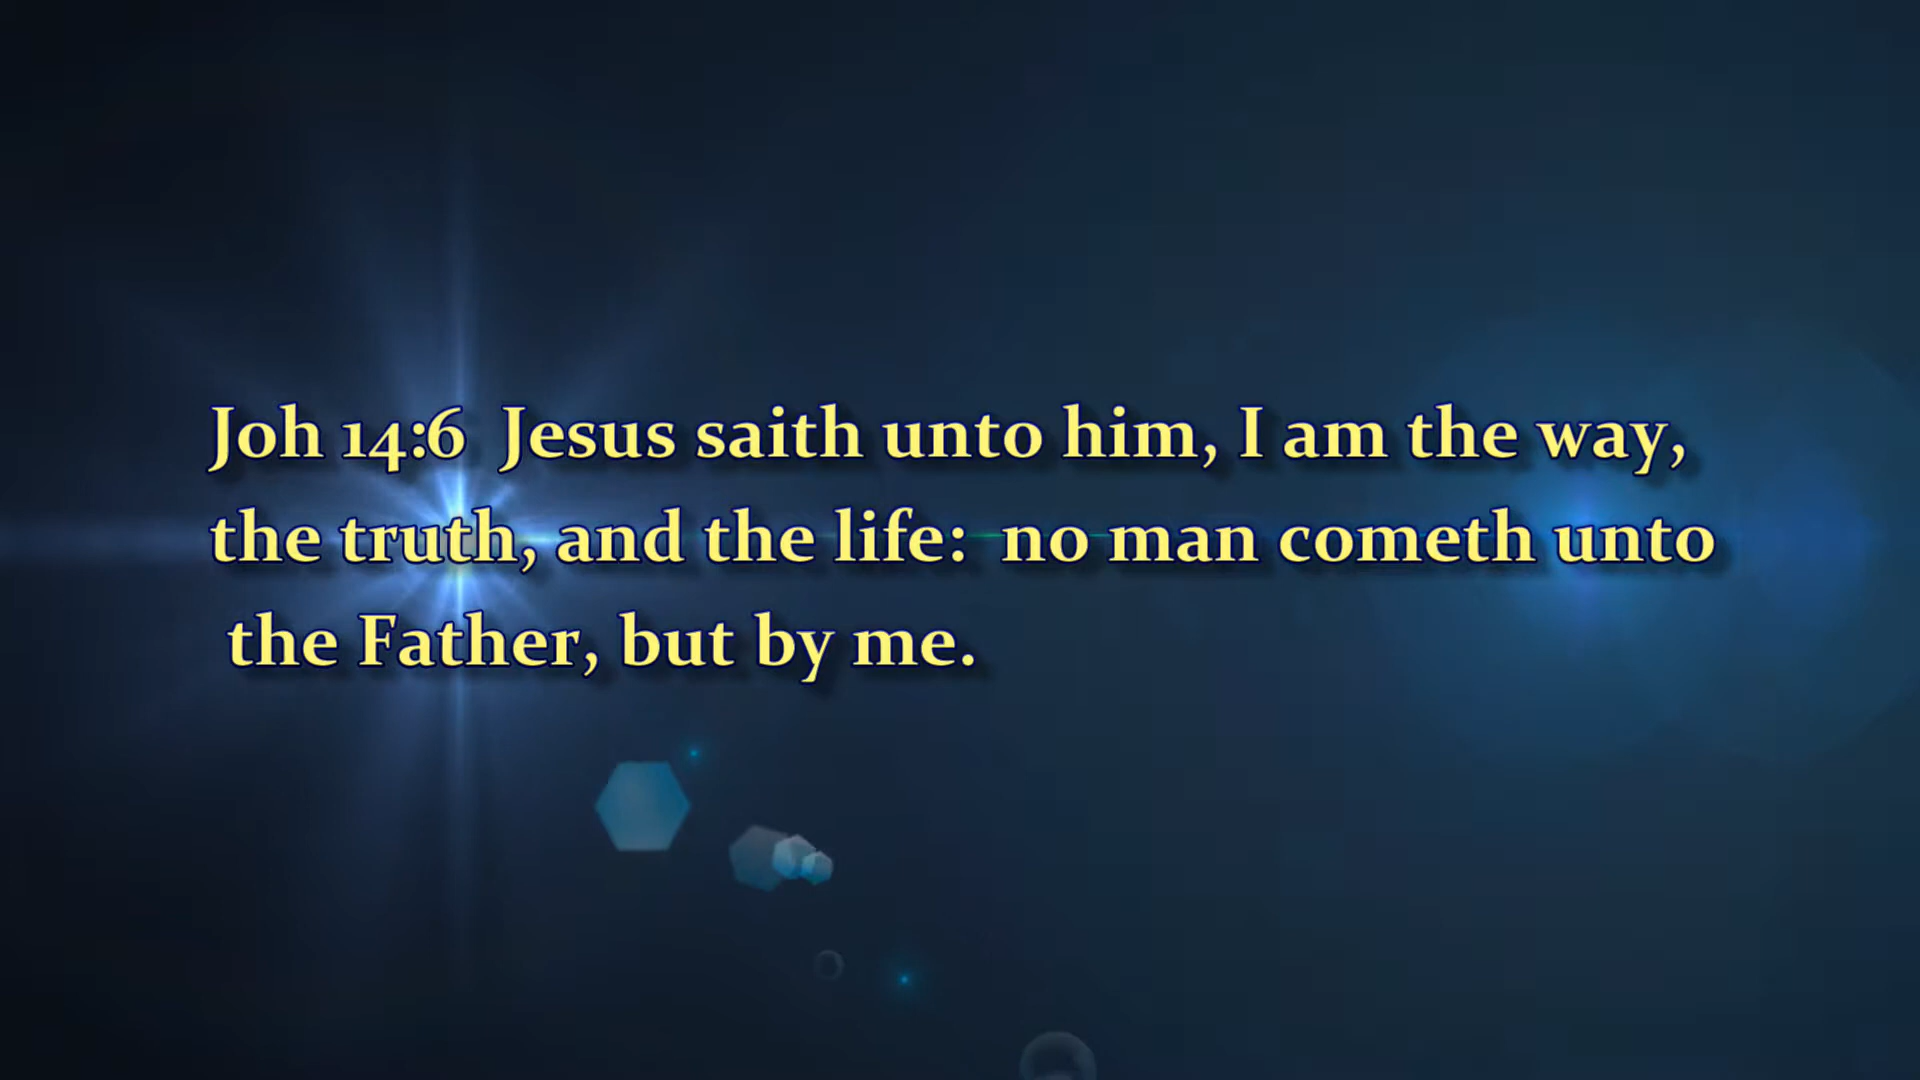 Joh 14:6  Jesus saith unto him, I am the way,
the truth, and the life:  no man cometh unto
the Father, but by me.